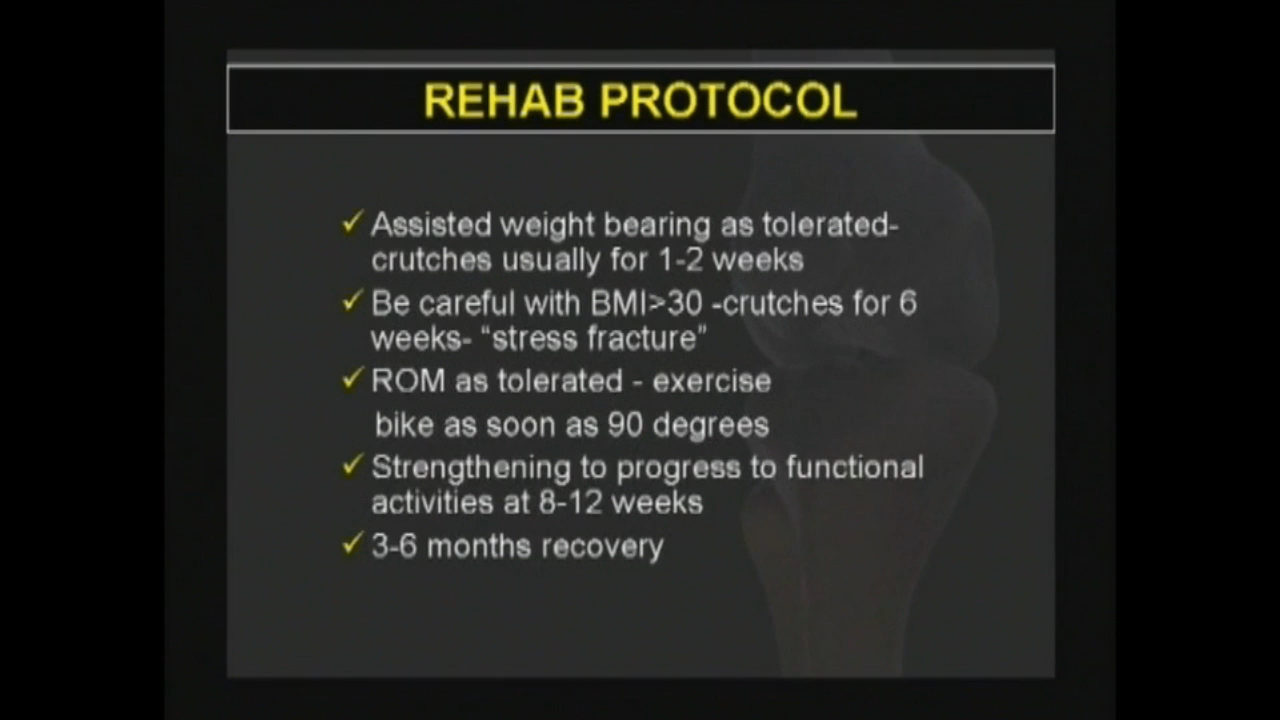 REHAB PROTOCOL
Assisted weight bearing as tolerated-
crutches usually for 1-2 weeks
Be careful with BMI>30 -crutches for 6
weeks- “stress fracture”
ROM as tolerated - exercise
bike as soon as 90 degrees
Strengthening to progress to functional
activities at 8-12 weeks
3-6 months recovery